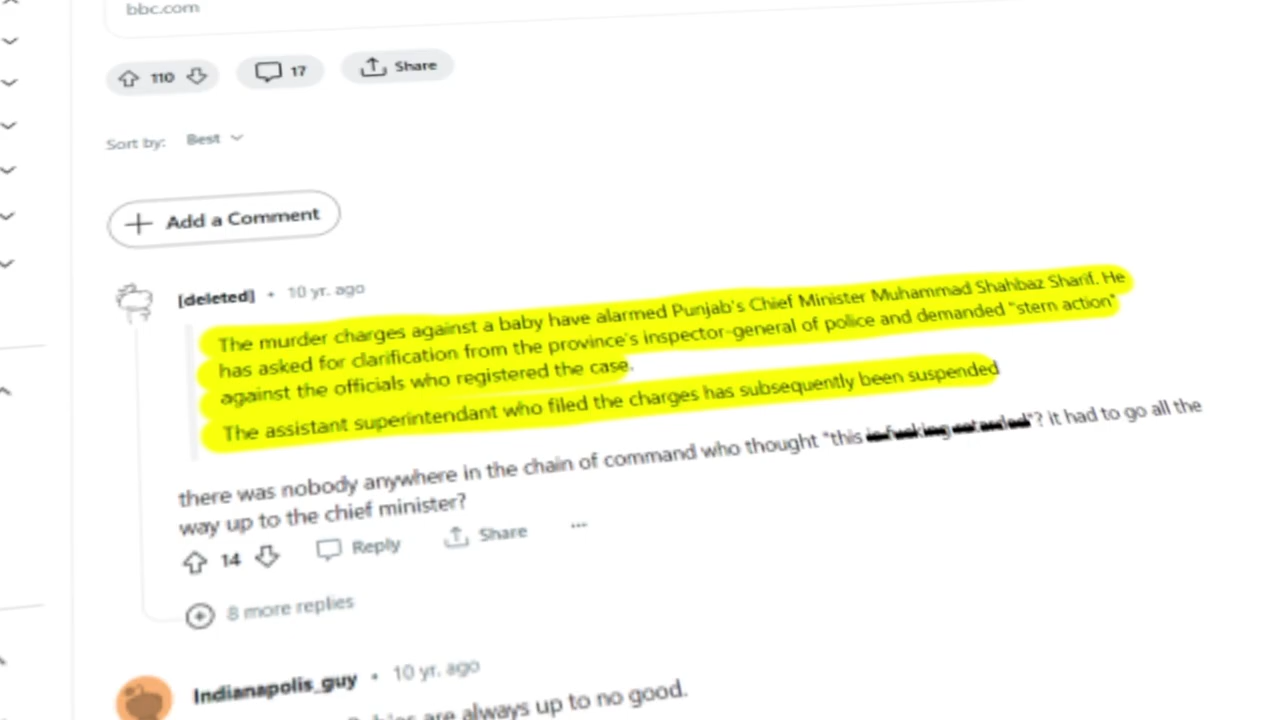 bbc.com
110
17
Share
Sort by: Best
Add a Comment
[deleted] • 10 yr. ago
The murder charges against a baby have alarmed Punjab's Chief Minister Muhammad Shahbaz Sharif. He
has asked for clarification from the province's inspector-general of police and demanded "stern action"
against the officials who registered the case.
The assistant superintendant who filed the charges has subsequently been suspended
there was nobody anywhere in the chain of command who thought "this "? it had to go all the
way up to the chief minister?
14
Reply
Share
...
8 more replies
Indianapolis_guy • 10 yr. ago
are always up to no good.